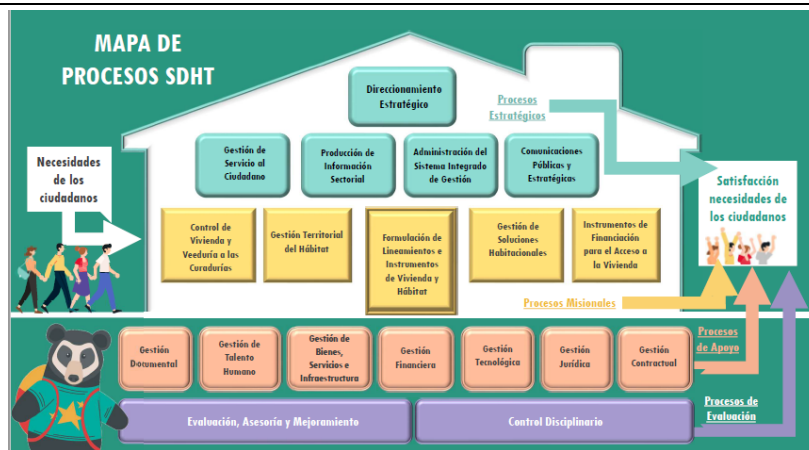 MAPA DE
PROCESOS SDHT
Direccionamiento
Estratégico
Procesos
Estratégicos
Gestión de
Servicio al
Ciudadano
Producción de
Información
Sectorial
Administración del
Sistema Integrado
de Gestión
Comunicaciones
Públicas y
Estratégicas
Necesidades
de los
ciudadanos
Satisfacción
necesidades de
los ciudadanos
Control de
Vivienda y
Veeduría a las
Curadurías
Gestión Territorial
del Hábitat
Formulación de
Lineamientos e
Instrumentos
de Vivienda y
Hábitat
Gestión de
Soluciones
Habitacionales
Instrumentos de
Financiación
para el Acceso a
la Vivienda
Procesos Misionales
Gestión
Documental
Gestión de
Talento
Humano
Gestión de
Bienes,
Servicios e
Infraestructura
Gestión
Financiera
Gestión
Tecnológica
Gestión
Jurídica
Gestión
Contractual
Procesos
de Apoyo
Evaluación, Asesoría y Mejoramiento
Control Disciplinario
Procesos de
Evaluación